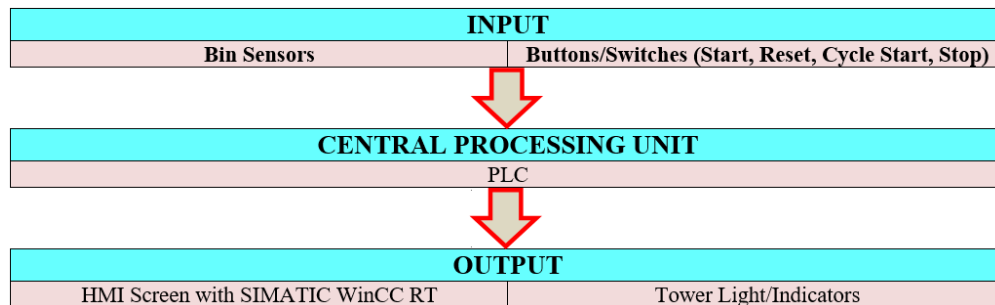 INPUT
Bin Sensors
Buttons/Switches (Start, Reset, Cycle Start, Stop)
CENTRAL PROCESSING UNIT
PLC
OUTPUT
HMI Screen with SIMATIC WinCC RT
Tower Light/Indicators